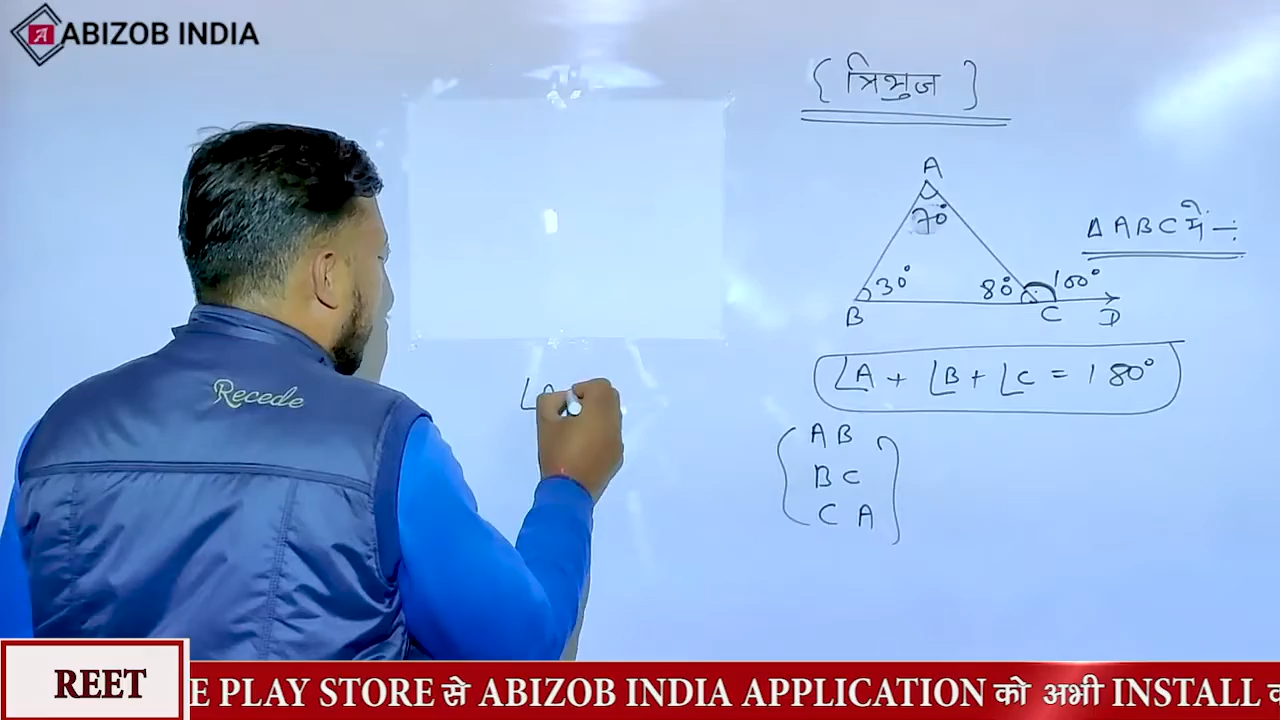 ABIZOB INDIA
{ त्रिभुज }
A
70°
Δ ABC में -:
30°
80°
100°
B
C
D
∠A + ∠B + ∠C = 180°
AB
BC
CA
∠A
Recede
REET
E PLAY STORE से ABIZOB INDIA APPLICATION को अभी INSTALL